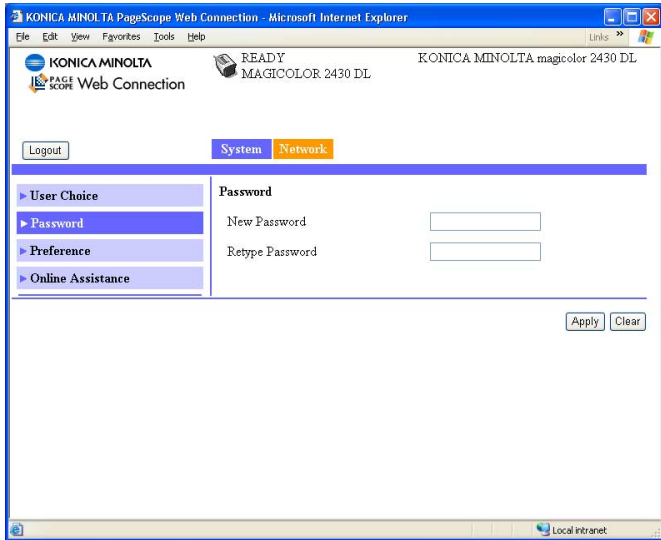 KONICA MINOLTA PageScope Web Connection - Microsoft Internet Explorer
File Edit View Favorites Tools Help Links »
KONICA MINOLTA
PAGE SCOPE Web Connection
READY
MAGICOLOR 2430 DL
KONICA MINOLTA magicolor 2430 DL
Logout
System Network
User Choice
Password
Preference
Online Assistance
Password
New Password
Retype Password
Apply Clear
Local intranet